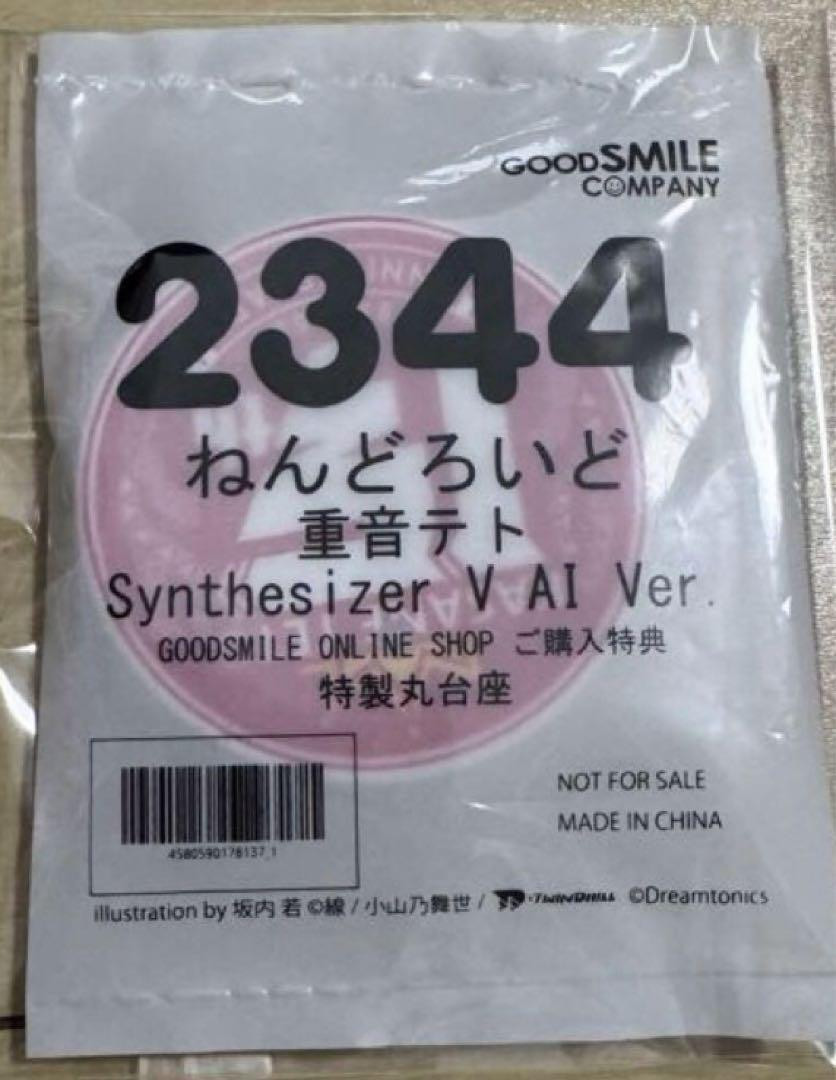 GOODSMILE
COMPANY
2344
ねんどろいど
重音テト
Synthesizer V AI Ver.
GOODSMILE ONLINE SHOP ご購入特典
特製丸台座
4580590178137_1
NOT FOR SALE
MADE IN CHINA
illustration by 坂内 若 ©線 / 小山乃舞世 / TWINDRILL ©Dreamtonics